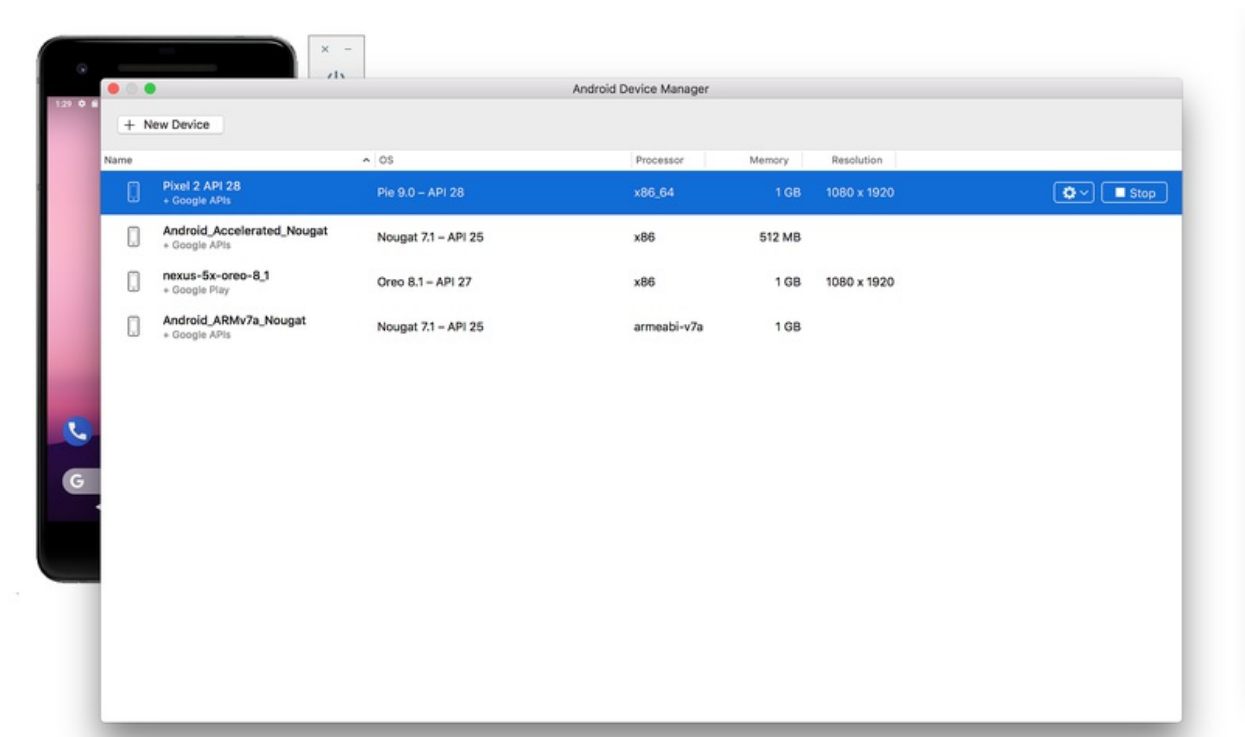 1:29
Android Device Manager
+ New Device
Name OS Processor Memory Resolution
Pixel 2 API 28
+ Google APIs
Pie 9.0 – API 28 x86_64 1 GB 1080 x 1920 Stop
Android_Accelerated_Nougat
+ Google APIs
Nougat 7.1 – API 25 x86 512 MB
nexus-5x-oreo-8_1
+ Google Play
Oreo 8.1 – API 27 x86 1 GB 1080 x 1920
Android_ARMv7a_Nougat
+ Google APIs
Nougat 7.1 – API 25 armeabi-v7a 1 GB
G